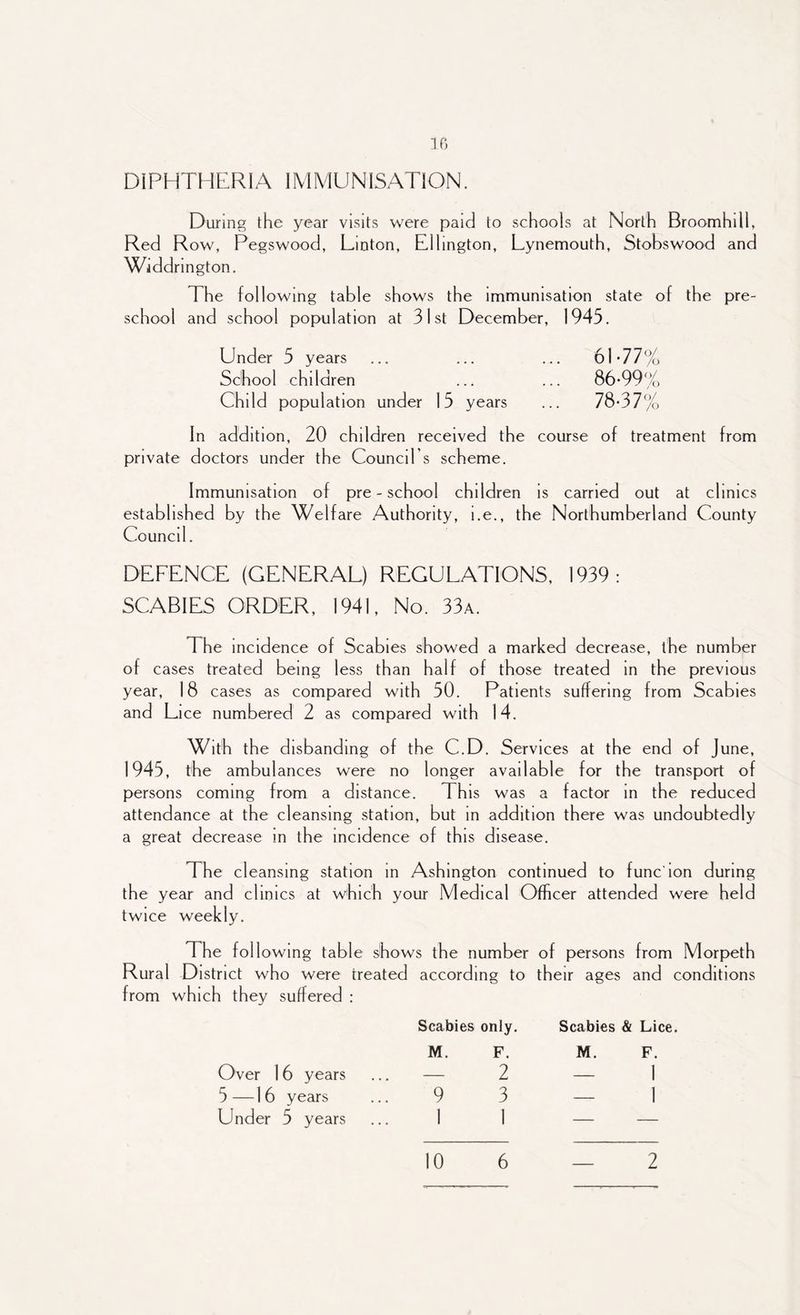 16
DIPHTHERIA IMMUNISATION.
During the year visits were paid to schools at North Broomhill,
Red Row, Pegswood, Linton, Ellington, Lynemouth, Stobswood and
Widdrington.
The following table shows the immunisation state of the pre-
school and school population at 31st December, 1945.
Under 5 years ... ... ... 61·77%
School children ... ... 86·99%
Child population under 15 years ... 78·37%
In addition, 20 children received the course of treatment from
private doctors under the Council's scheme.
Immunisation of pre-school children is carried out at clinics
established by the Welfare Authority, i.e., the Northumberland County
Council.
DEFENCE (GENERAL) REGULATIONS, 1939:
SCABIES ORDER, 1941, No. 33A.
The incidence of Scabies showed a marked decrease, the number
of cases treated being less than half of those treated in the previous
year, 18 cases as compared with 50. Patients suffering from Scabies
and Lice numbered 2 as compared with 14.
With the disbanding of the C.D. Services at the end of June,
1945, the ambulances were no longer available for the transport of
persons coming from a distance. This was a factor in the reduced
attendance at the cleansing station, but in addition there was undoubtedly
a great decrease in the incidence of this disease.
The cleansing station in Ashington continued to func'ion during
the year and clinics at which your Medical Officer attended were held
twice weekly.
The following table shows the number of persons from Morpeth
Rural District who were treated according to their ages and conditions
from which they suffered :
Scabies only. Scabies & Lice.
M. F. M. F.
Over 16 years ... — 2 — 1
5—16 years ... 9 3 — 1
Under 5 years ... 1 1 — —
10 6 — 2